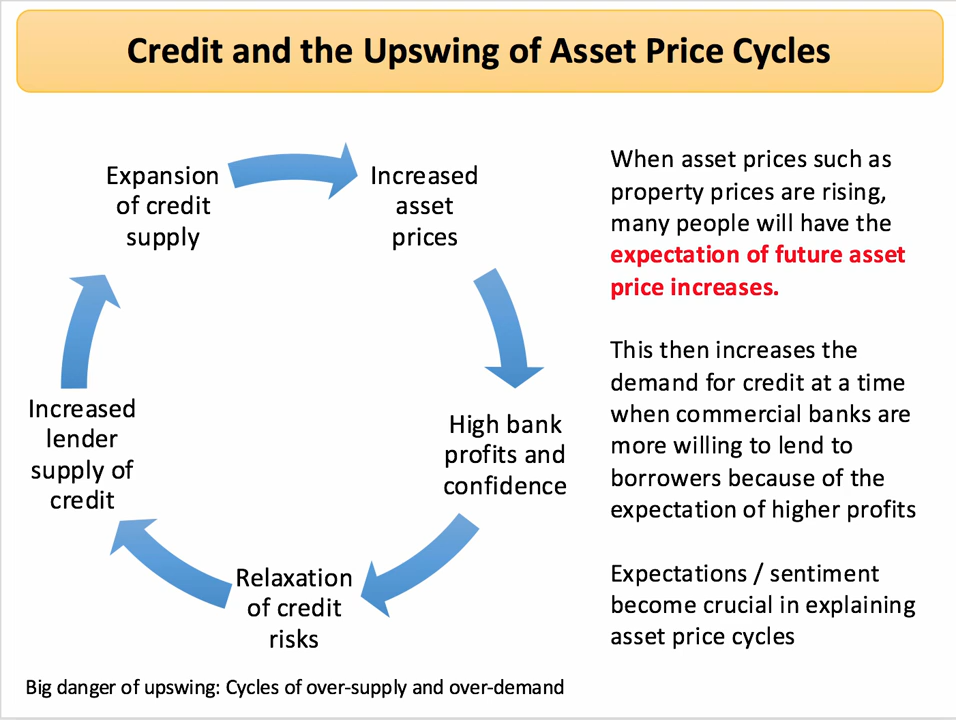 Credit and the Upswing of Asset Price Cycles
Expansion
of credit
supply
Increased
asset
prices
High bank
profits and
confidence
Relaxation
of credit
risks
Increased
lender
supply of
credit
When asset prices such as
property prices are rising,
many people will have the
expectation of future asset
price increases.
This then increases the
demand for credit at a time
when commercial banks are
more willing to lend to
borrowers because of the
expectation of higher profits
Expectations / sentiment
become crucial in explaining
asset price cycles
Big danger of upswing: Cycles of over-supply and over-demand